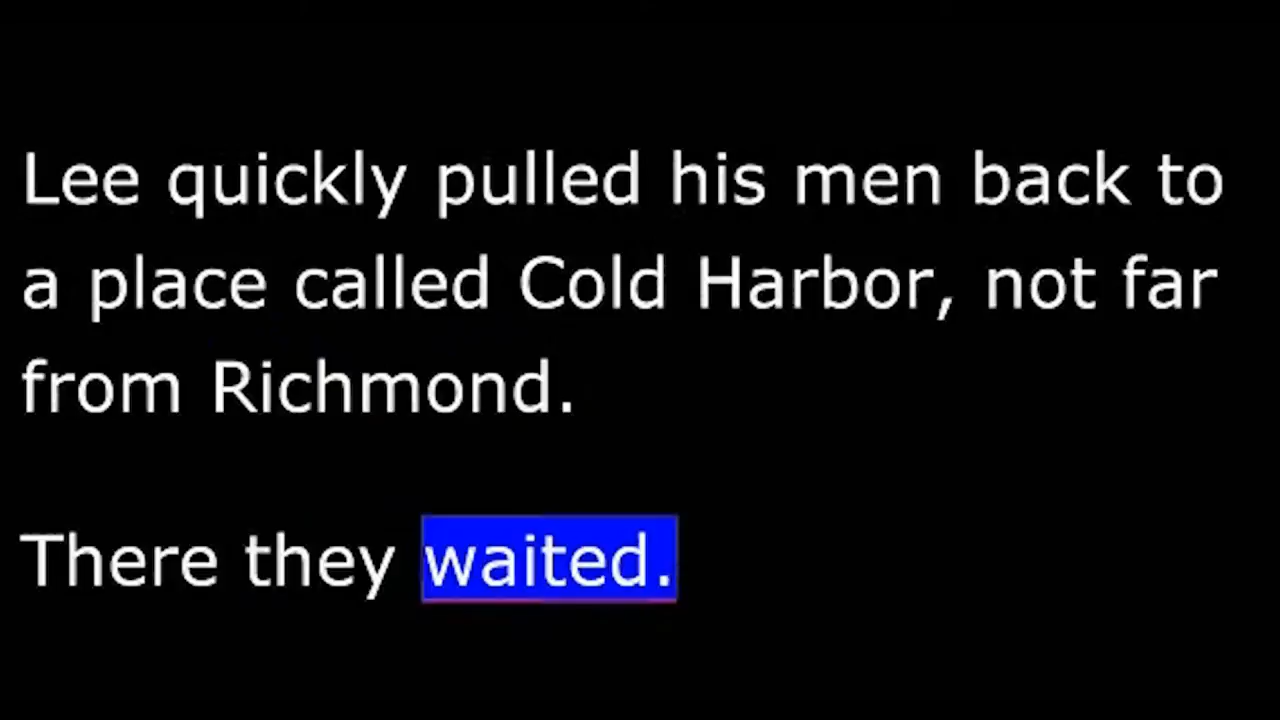 Lee quickly pulled his men back to
a place called Cold Harbor, not far
from Richmond.
There they waited.